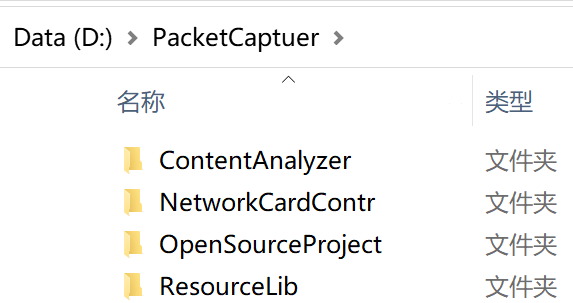 Data (D:) > PacketCaptuer >
名称 类型
ContentAnalyzer 文件夹
NetworkCardContr 文件夹
OpenSourceProject 文件夹
ResourceLib 文件夹